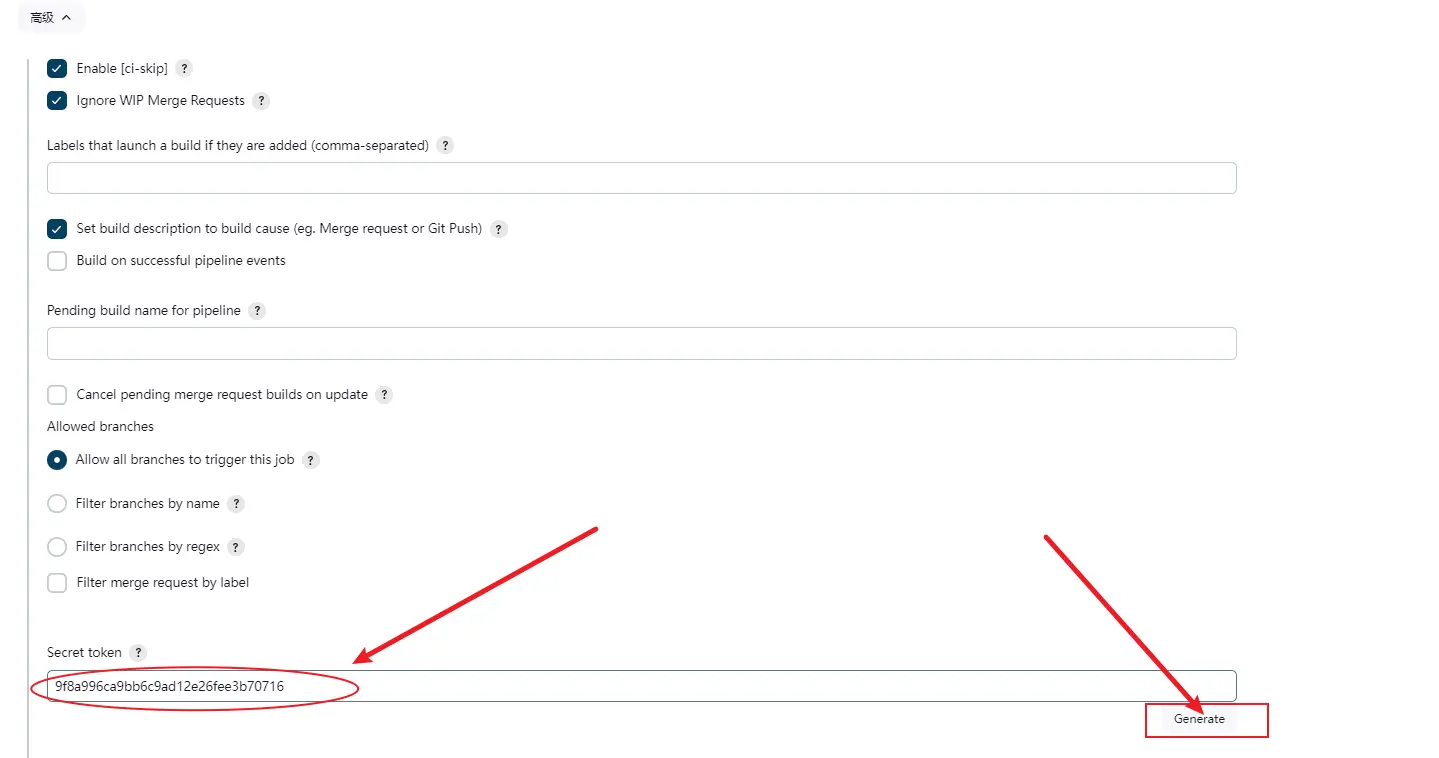 高级
Enable [ci-skip] ?
Ignore WIP Merge Requests ?
Labels that launch a build if they are added (comma-separated) ?
Set build description to build cause (eg. Merge request or Git Push) ?
Build on successful pipeline events
Pending build name for pipeline ?
Cancel pending merge request builds on update ?
Allowed branches
Allow all branches to trigger this job ?
Filter branches by name ?
Filter branches by regex ?
Filter merge request by label
Secret token ?
9f8a996ca9bb6c9ad12e26fee3b70716
Generate